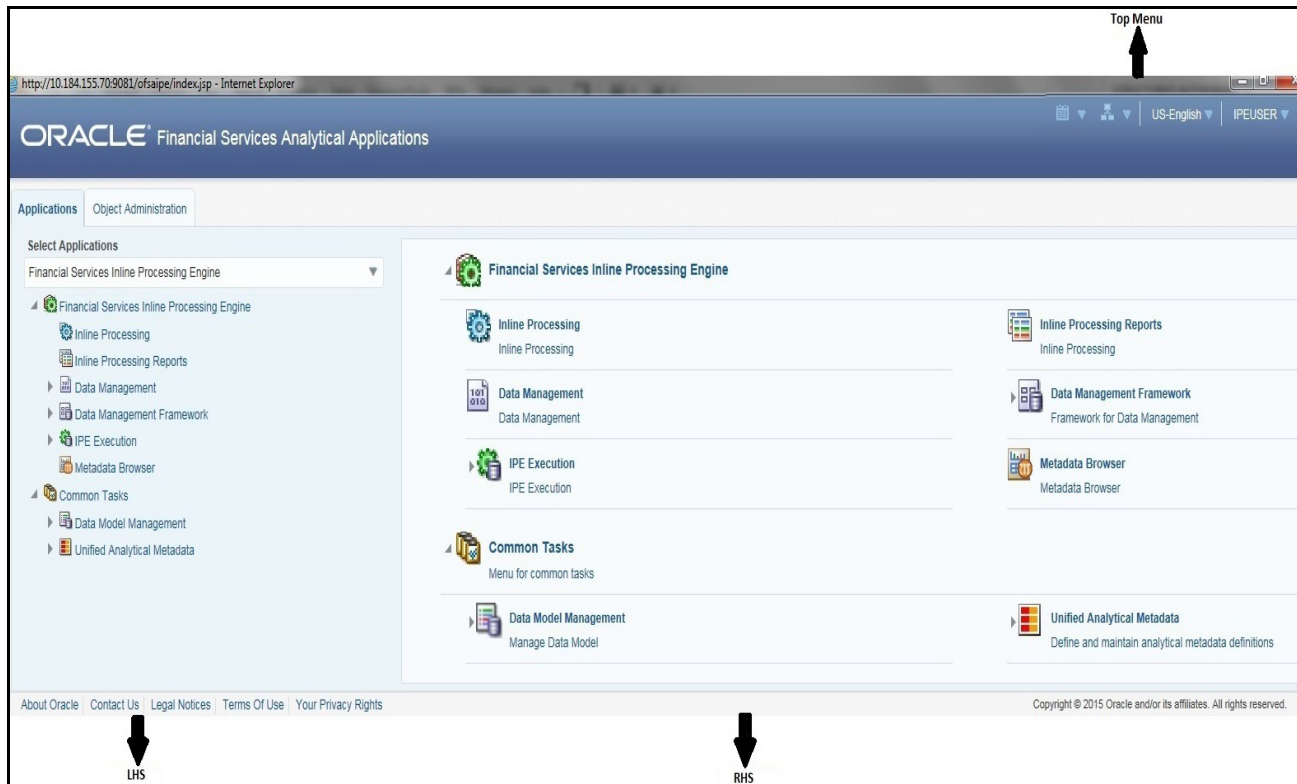 Top Menu
http://10.184.155.70:9081/ofsaipe/index.jsp - Internet Explorer
US-English
IPEUSER
ORACLE® Financial Services Analytical Applications
Applications
Object Administration
Select Applications
Financial Services Inline Processing Engine
Financial Services Inline Processing Engine
Inline Processing
Inline Processing Reports
Data Management
Data Management Framework
IPE Execution
Metadata Browser
Common Tasks
Data Model Management
Unified Analytical Metadata
Financial Services Inline Processing Engine
Inline Processing
Inline Processing
Inline Processing Reports
Inline Processing
Data Management
Data Management
Data Management Framework
Framework for Data Management
IPE Execution
IPE Execution
Metadata Browser
Metadata Browser
Common Tasks
Menu for common tasks
Data Model Management
Manage Data Model
Unified Analytical Metadata
Define and maintain analytical metadata definitions
About Oracle | Contact Us | Legal Notices | Terms Of Use | Your Privacy Rights
Copyright © 2015 Oracle and/or its affiliates. All rights reserved.
LHS
RHS